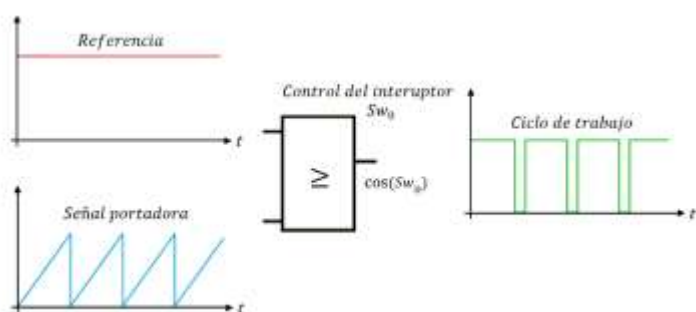 Referencia
t
Control del interuptor
Sw₀
≥
cos(Sw₀)
Señal portadora
t
Ciclo de trabajo
t